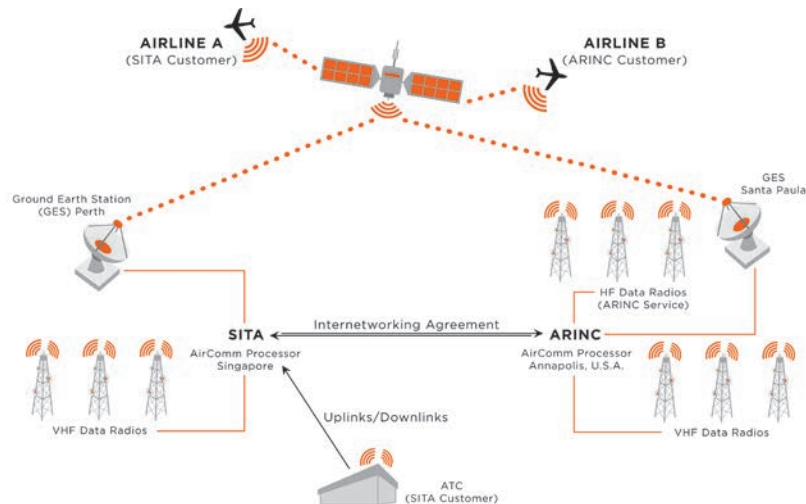 AIRLINE A
(SITA Customer)
AIRLINE B
(ARINC Customer)
Ground Earth Station
(GES) Perth
GES
Santa Paula
HF Data Radios
(ARINC Service)
Internetworking Agreement
SITA
AirComm Processor
Singapore
ARINC
AirComm Processor
Annapolis, U.S.A.
VHF Data Radios
Uplinks/Downlinks
VHF Data Radios
ATC
(SITA Customer)